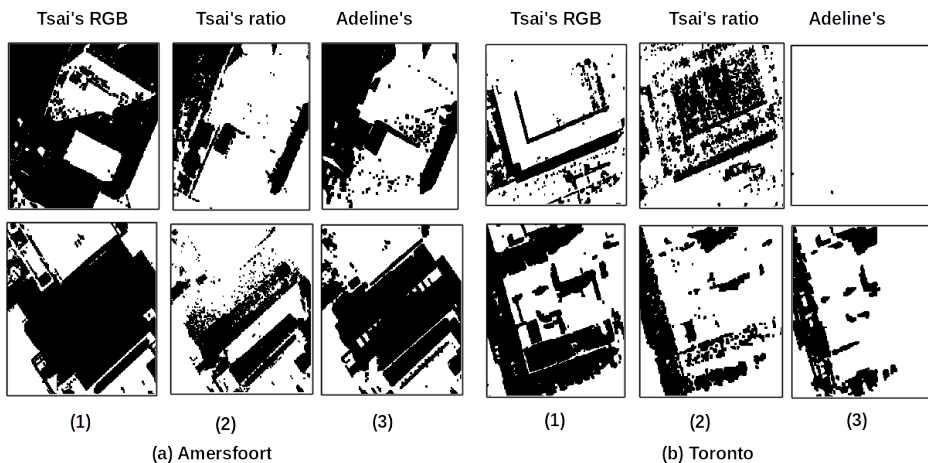 Tsai's RGB Tsai's ratio Adeline's Tsai's RGB Tsai's ratio Adeline's
(1) (2) (3) (1) (2) (3)
(a) Amersfoort (b) Toronto